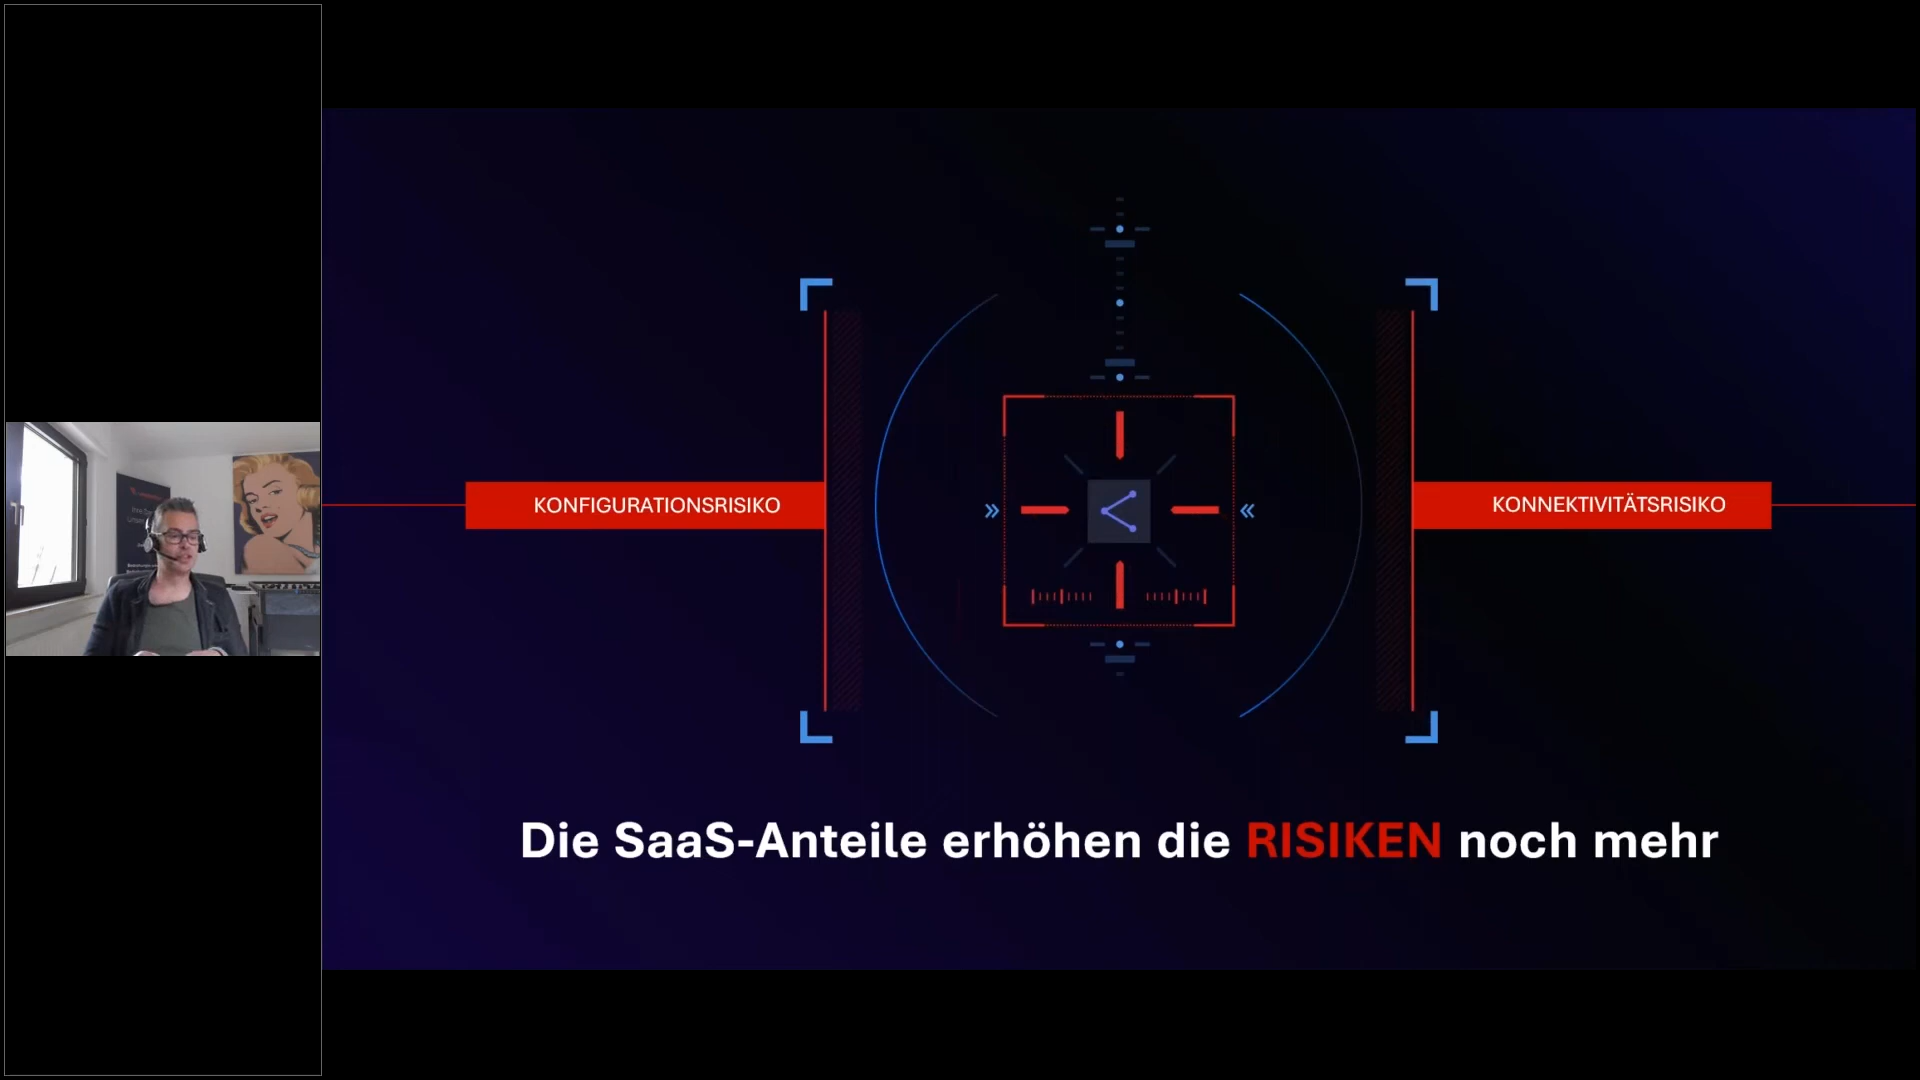 KONFIGURATIONSRISIKO
KONNEKTIVITÄTSRISIKO
Die SaaS-Anteile erhöhen die RISIKEN noch mehr